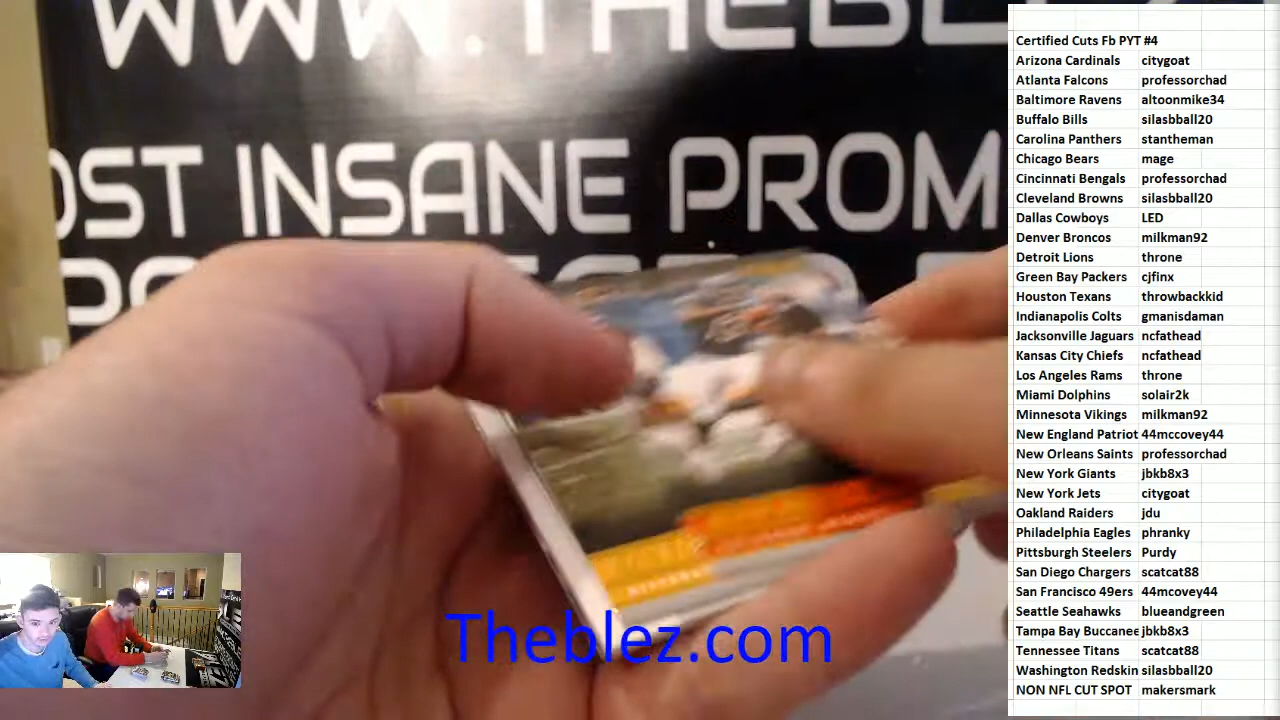 WWW.THEBL
OST INSANE PROM
Theblez.com
Certified Cuts Fb PYT #4
Arizona Cardinals citygoat
Atlanta Falcons professorchad
Baltimore Ravens altoonmike34
Buffalo Bills silasbball20
Carolina Panthers stantheman
Chicago Bears mage
Cincinnati Bengals professorchad
Cleveland Browns silasbball20
Dallas Cowboys LED
Denver Broncos milkman92
Detroit Lions throne
Green Bay Packers cjfinx
Houston Texans throwbackkid
Indianapolis Colts gmanisdaman
Jacksonville Jaguars ncfathead
Kansas City Chiefs ncfathead
Los Angeles Rams throne
Miami Dolphins solair2k
Minnesota Vikings milkman92
New England Patriot 44mccovey44
New Orleans Saints professorchad
New York Giants jbkb8x3
New York Jets citygoat
Oakland Raiders jdu
Philadelphia Eagles phranky
Pittsburgh Steelers Purdy
San Diego Chargers scatcat88
San Francisco 49ers 44mcovey44
Seattle Seahawks blueandgreen
Tampa Bay Buccanee jbkb8x3
Tennessee Titans scatcat88
Washington Redskin silasbball20
NON NFL CUT SPOT makersmark